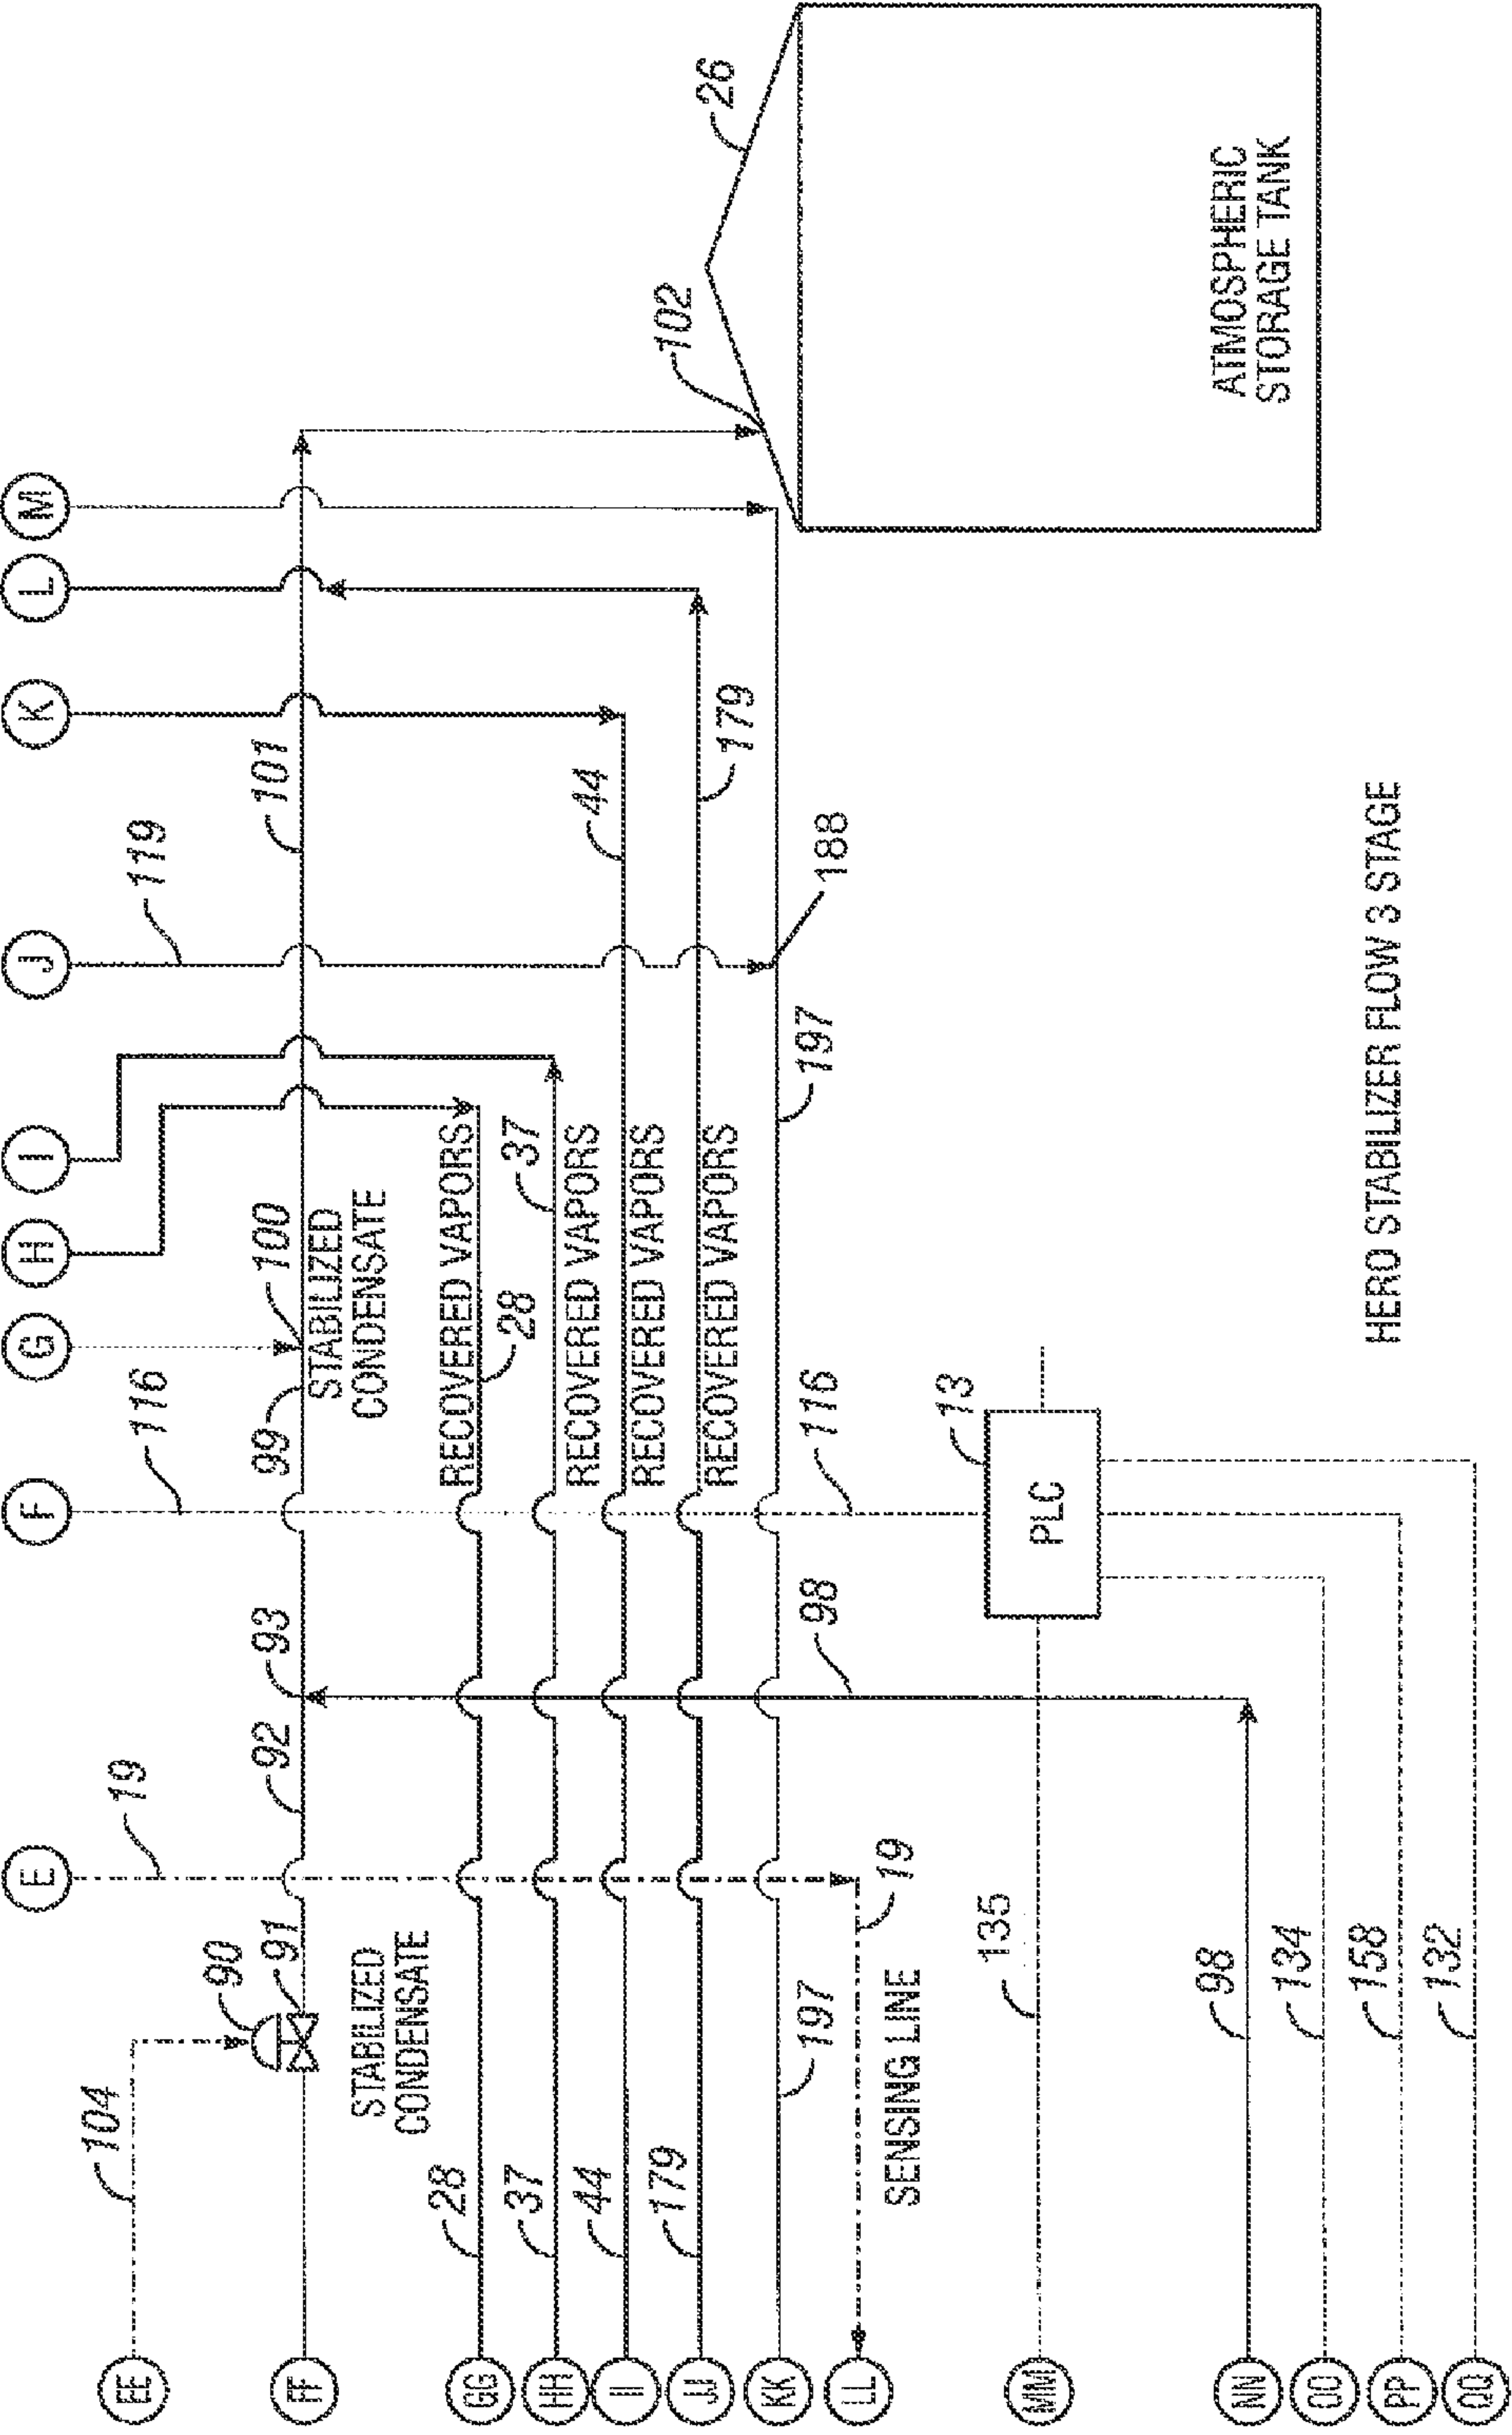 E
F
G
H
I
J
K
L
M
19
116
119
104
90
91
92
93
99
100
101
102
26
STABILIZED
CONDENSATE
STABILIZED
CONDENSATE
28
37
44
179
RECOVERED VAPORS
28
37
RECOVERED VAPORS
44
RECOVERED VAPORS
179
RECOVERED VAPORS
197
197
188
19
SENSING LINE
116
98
13
PLC
135
98
134
158
132
ATMOSPHERIC
STORAGE TANK
EE
FF
GG
HH
II
JJ
KK
LL
MM
NN
OO
PP
QQ
HERO STABILIZER FLOW 3 STAGE